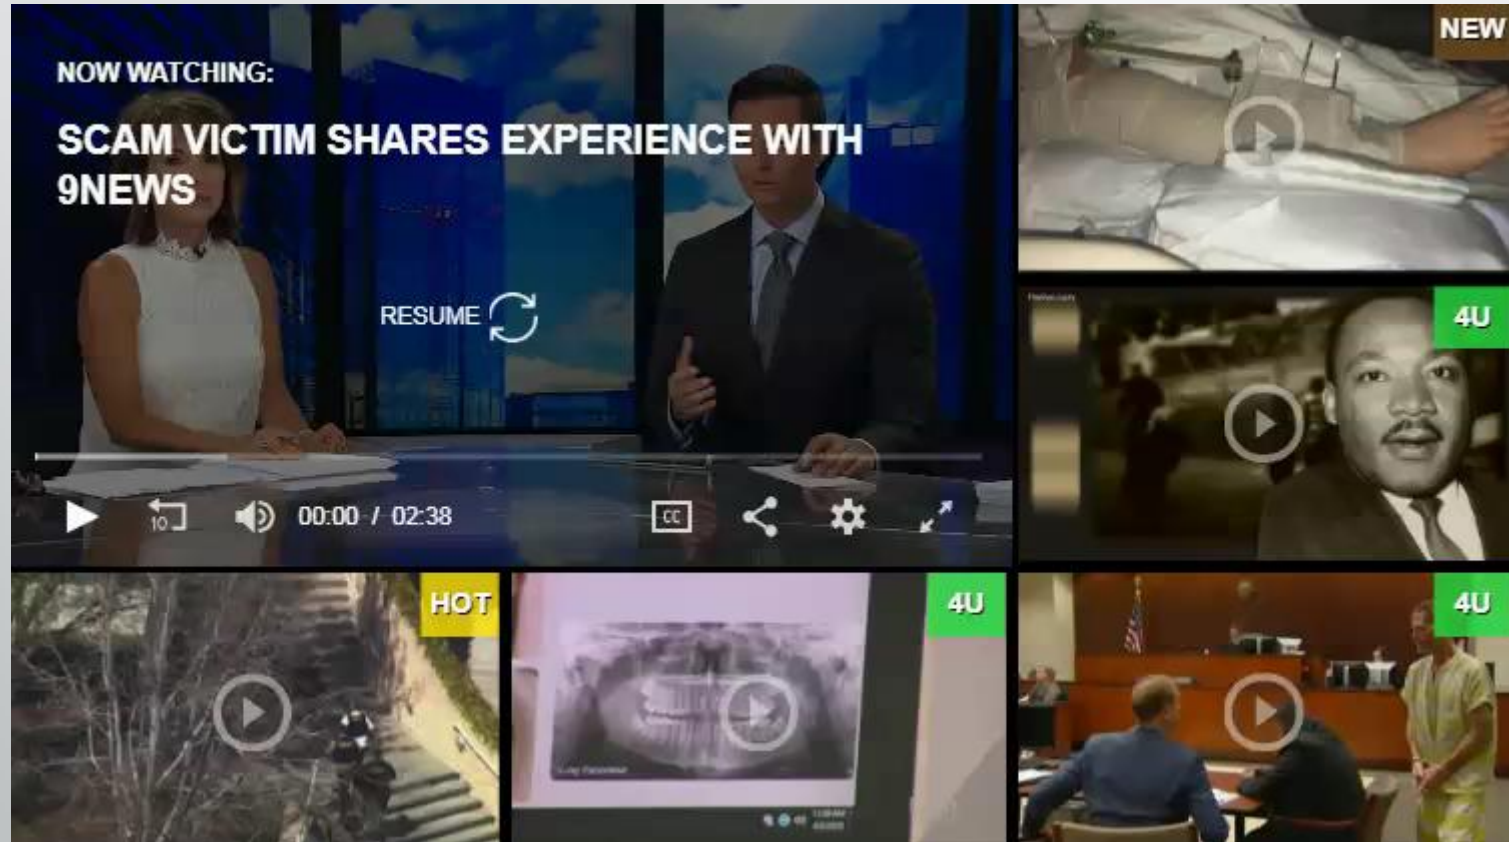 NOW WATCHING:
SCAM VICTIM SHARES EXPERIENCE WITH
9NEWS
RESUME
10
00:00 / 02:38
CC
NEW
4U
HOT
4U
4U